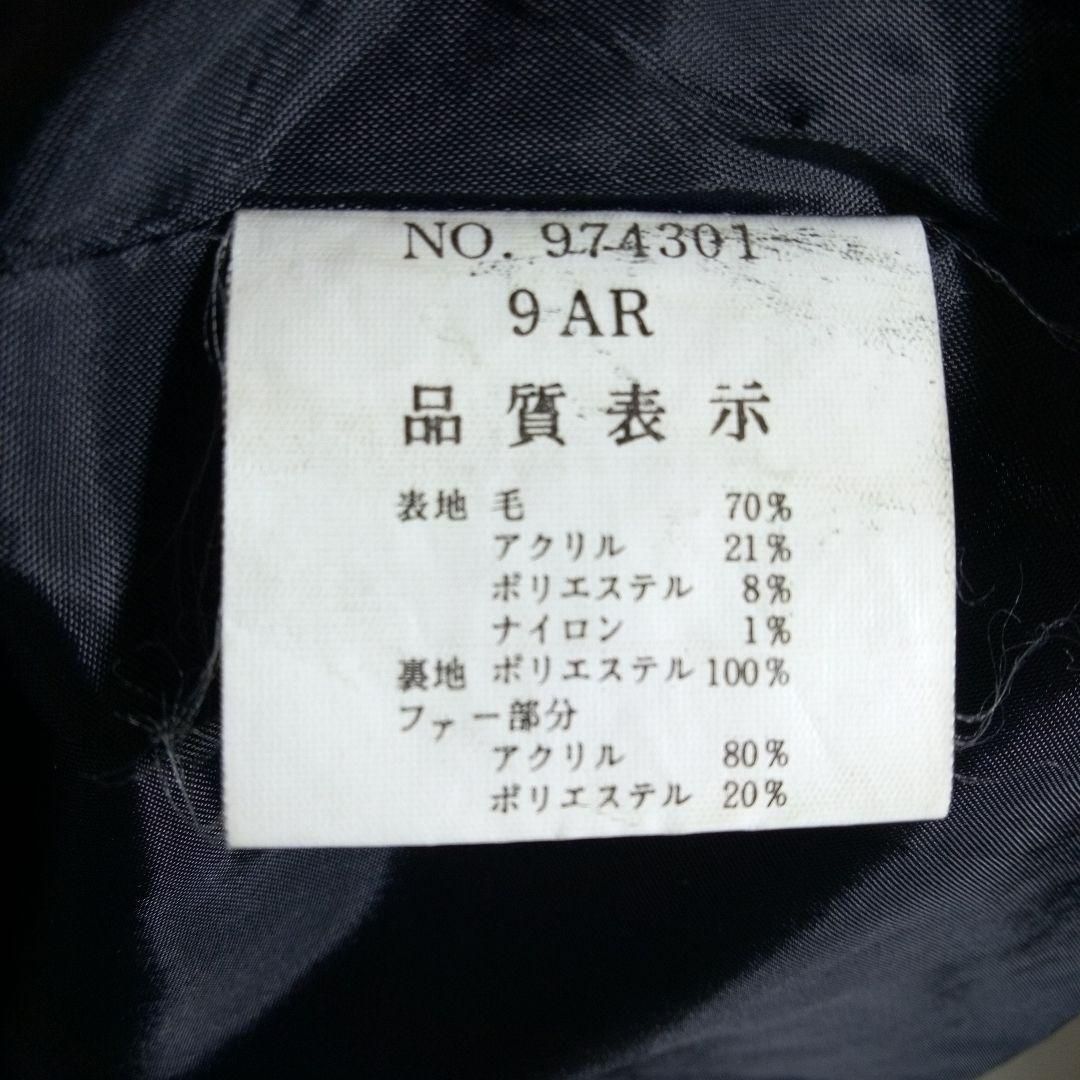 NO. 974301
9AR
品質表示
表地 毛 70%
アクリル 21%
ポリエステル 8%
ナイロン 1%
裏地 ポリエステル 100%
ファー部分
アクリル 80%
ポリエステル 20%